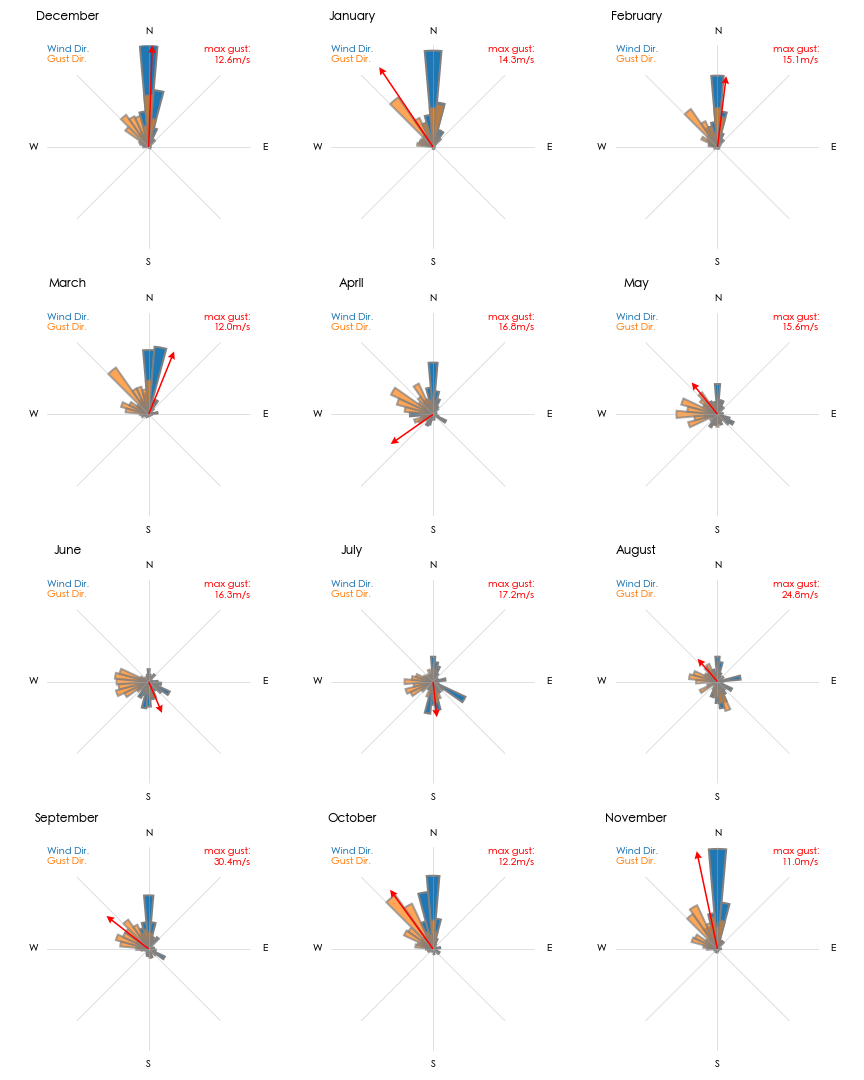 December
N
Wind Dir.
Gust Dir.
max gust:
12.6m/s
W
E
S
January
N
Wind Dir.
Gust Dir.
max gust:
14.3m/s
W
E
S
February
N
Wind Dir.
Gust Dir.
max gust:
15.1m/s
W
E
S
March
N
Wind Dir.
Gust Dir.
max gust:
12.0m/s
W
E
S
April
N
Wind Dir.
Gust Dir.
max gust:
16.8m/s
W
E
S
May
N
Wind Dir.
Gust Dir.
max gust:
15.6m/s
W
E
S
June
N
Wind Dir.
Gust Dir.
max gust:
16.3m/s
W
E
S
July
N
Wind Dir.
Gust Dir.
max gust:
17.2m/s
W
E
S
August
N
Wind Dir.
Gust Dir.
max gust:
24.8m/s
W
E
S
September
N
Wind Dir.
Gust Dir.
max gust:
30.4m/s
W
E
S
October
N
Wind Dir.
Gust Dir.
max gust:
12.2m/s
W
E
S
November
N
Wind Dir.
Gust Dir.
max gust:
11.0m/s
W
E
S